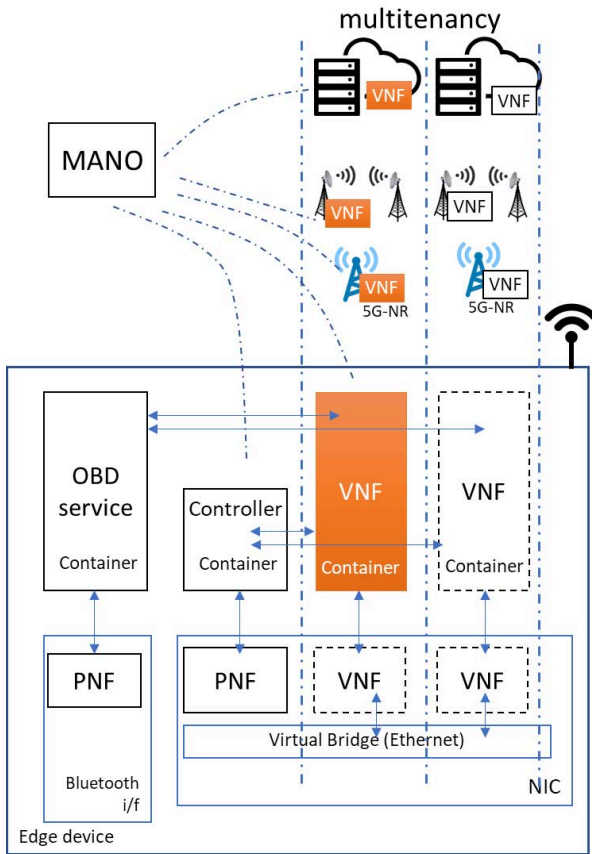 multitenancy
VNF
VNF
MANO
VNF
VNF
VNF
VNF
5G-NR
5G-NR
OBD
service
Container
Controller
Container
VNF
Container
VNF
Container
PNF
PNF
VNF
VNF
Virtual Bridge (Ethernet)
Bluetooth
i/f
NIC
Edge device